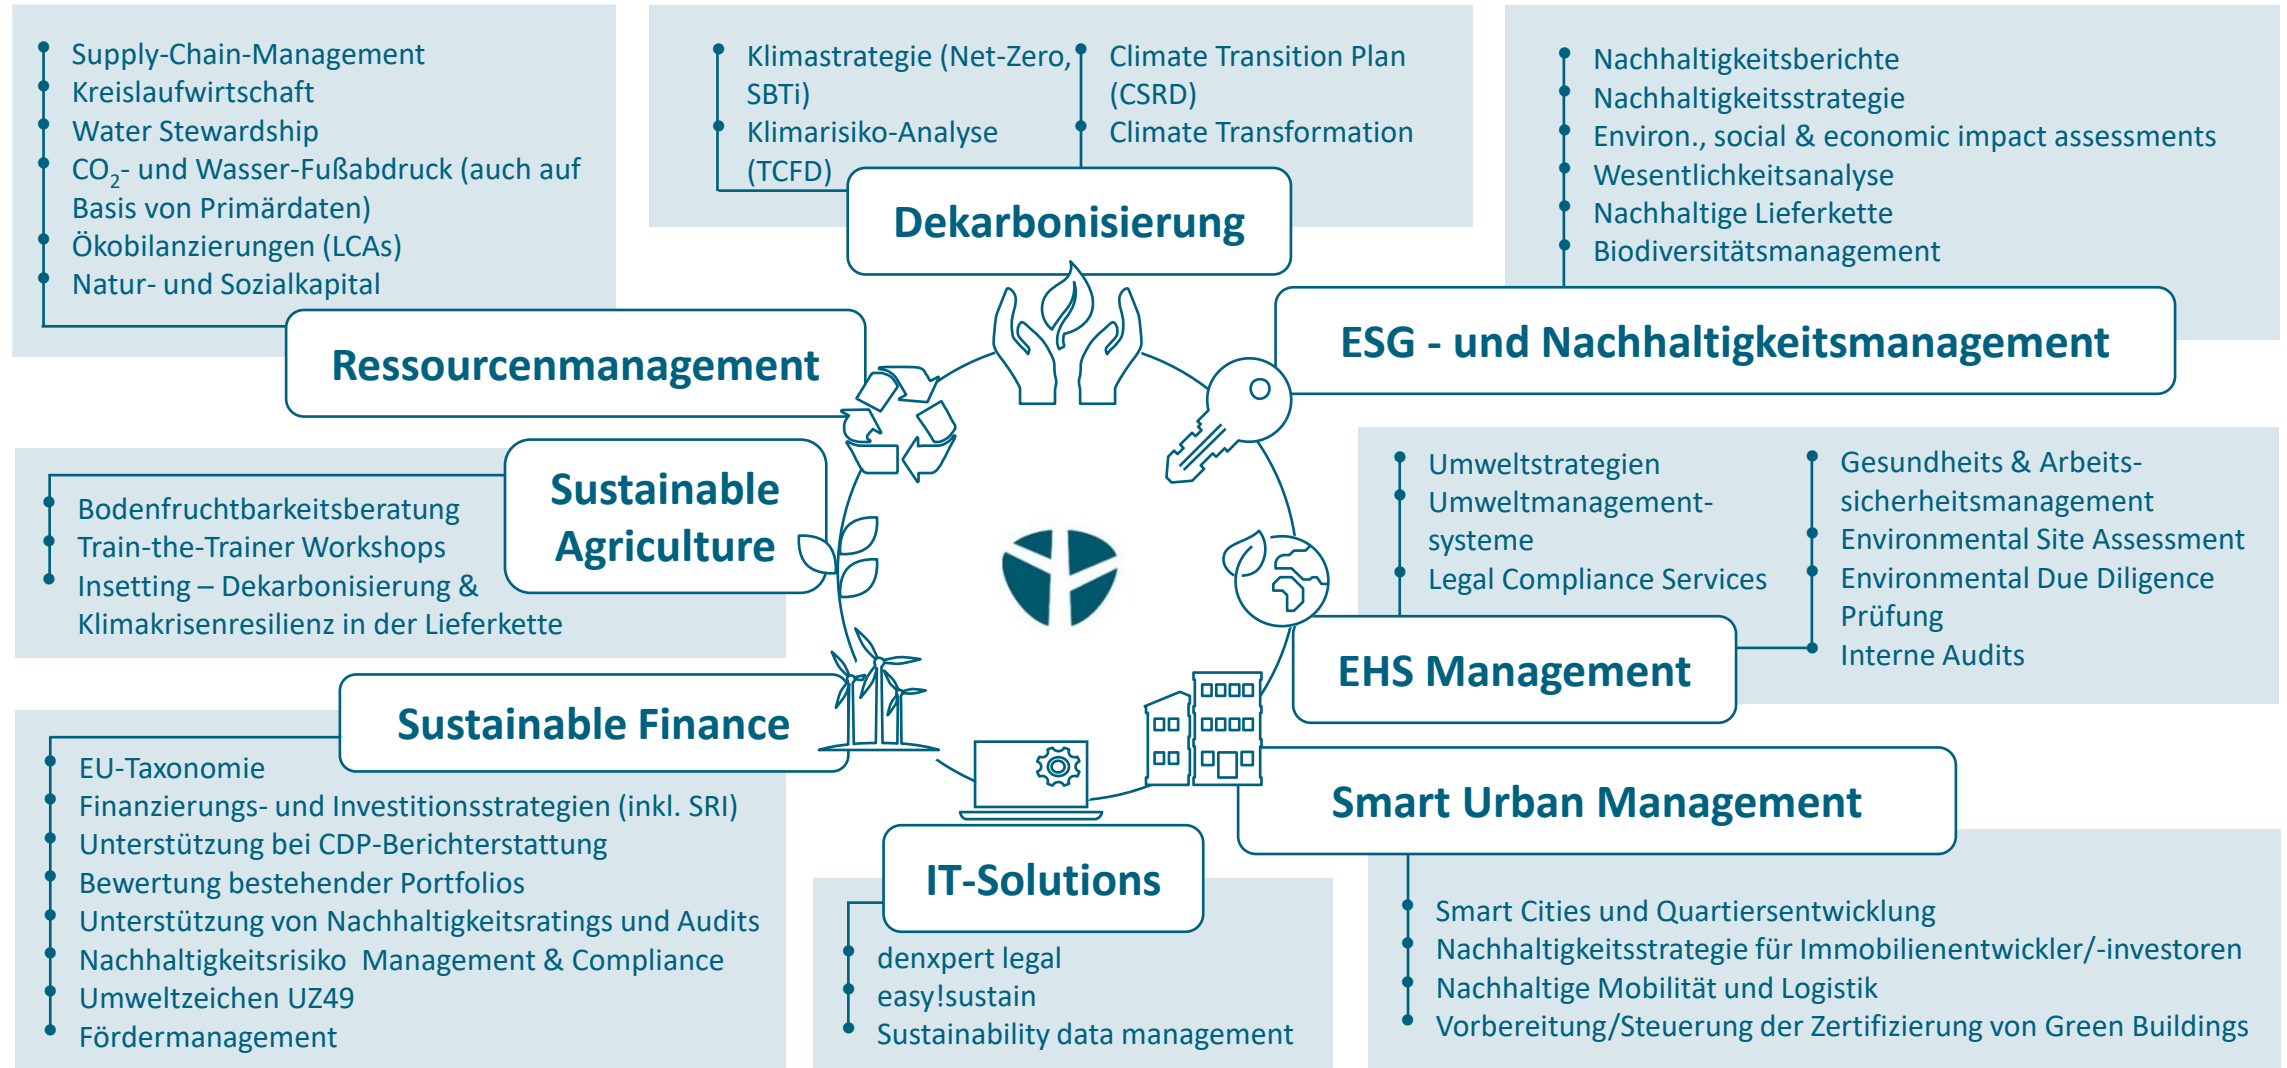 Supply-Chain-Management
Kreislaufwirtschaft
Water Stewardship
CO₂- und Wasser-Fußabdruck (auch auf
Basis von Primärdaten)
Ökobilanzierungen (LCAs)
Natur- und Sozialkapital
Ressourcenmanagement
Klimastrategie (Net-Zero,
SBTi)
Klimarisiko-Analyse
(TCFD)
Climate Transition Plan
(CSRD)
Climate Transformation
Dekarbonisierung
Nachhaltigkeitsberichte
Nachhaltigkeitsstrategie
Environ., social & economic impact assessments
Wesentlichkeitsanalyse
Nachhaltige Lieferkette
Biodiversitätsmanagement
ESG - und Nachhaltigkeitsmanagement
Sustainable
Agriculture
Bodenfruchtbarkeitsberatung
Train-the-Trainer Workshops
Insetting – Dekarbonisierung &
Klimakrisenresilienz in der Lieferkette
Umweltstrategien
Umweltmanagement-
systeme
Legal Compliance Services
Gesundheits & Arbeits-
sicherheitsmanagement
Environmental Site Assessment
Environmental Due Diligence
Prüfung
Interne Audits
EHS Management
Sustainable Finance
EU-Taxonomie
Finanzierungs- und Investitionsstrategien (inkl. SRI)
Unterstützung bei CDP-Berichterstattung
Bewertung bestehender Portfolios
Unterstützung von Nachhaltigkeitsratings und Audits
Nachhaltigkeitsrisiko  Management & Compliance
Umweltzeichen UZ49
Fördermanagement
IT-Solutions
denxpert legal
easy!sustain
Sustainability data management
Smart Urban Management
Smart Cities und Quartiersentwicklung
Nachhaltigkeitsstrategie für Immobilienentwickler/-investoren
Nachhaltige Mobilität und Logistik
Vorbereitung/Steuerung der Zertifizierung von Green Buildings